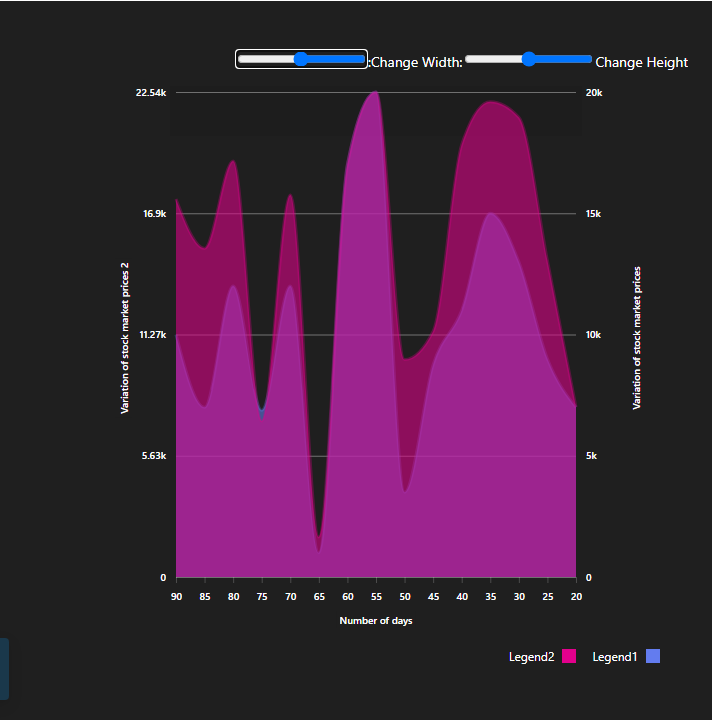 :Change Width: Change Height
22.54k 20k
16.9k 15k
Variation of stock market prices 2
Variation of stock market prices
11.27k 10k
5.63k 5k
0 0
90 85 80 75 70 65 60 55 50 45 40 35 30 25 20
Number of days
Legend2 Legend1